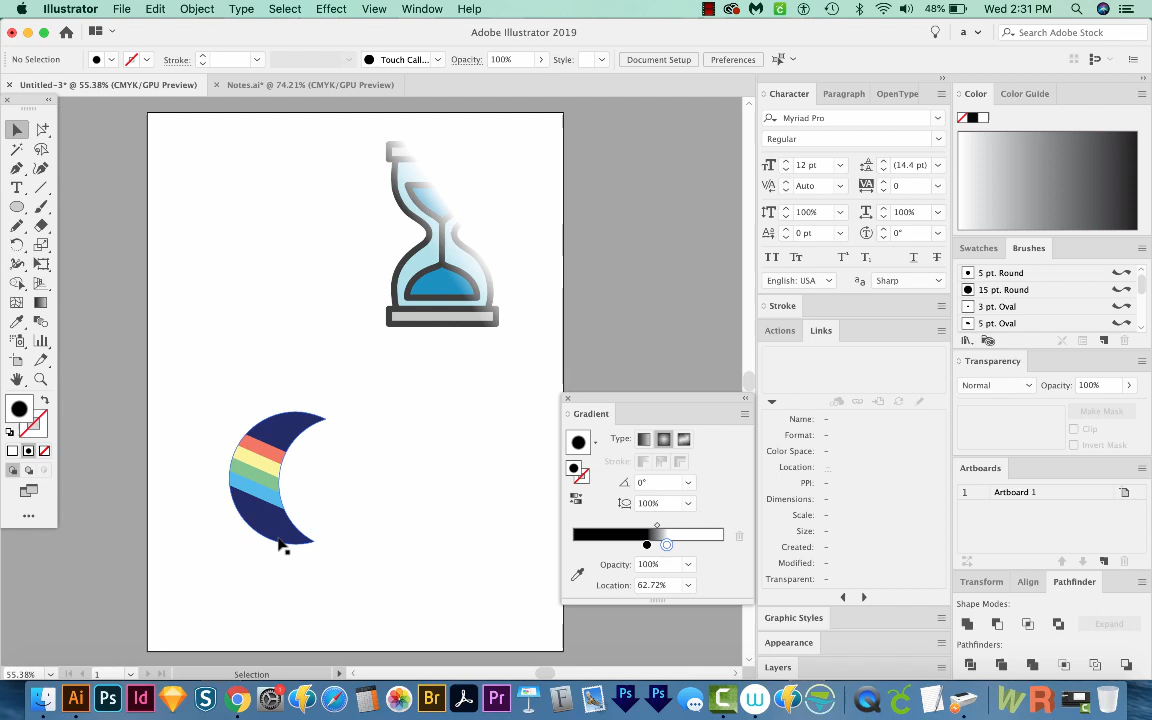 Illustrator File Edit Object Type Select Effect View Window Help 48% Wed 2:31 PM
Adobe Illustrator 2019 a Search Adobe Stock
No Selection Stroke: Touch Call... Opacity: 100% Style: Document Setup Preferences
Untitled-3* @ 55.38% (CMYK/GPU Preview) Notes.ai* @ 74.21% (CMYK/GPU Preview)
Character Paragraph OpenType
Myriad Pro
Regular
12 pt (14.4 pt)
Auto 0
100% 100%
0 pt 0°
English: USA Sharp
Stroke
Actions Links
Name: –
Format: –
Color Space: –
Location: –
PPI: –
Dimensions: –
Scale: –
Size: –
Created: –
Modified: –
Transparent: –
Graphic Styles
Appearance
Layers
Color Color Guide
Swatches Brushes
5 pt. Round
15 pt. Round
3 pt. Oval
5 pt. Oval
Transparency
Normal Opacity: 100%
Make Mask
Clip
Invert Mask
Artboards
1 Artboard 1
Transform Align Pathfinder
Shape Modes:
Expand
Pathfinders:
Gradient
Type:
Stroke:
0°
100%
Opacity: 100%
Location: 62.72%
55.38% 1 Selection
Ai Ps Id S Br Pr Ps Ps